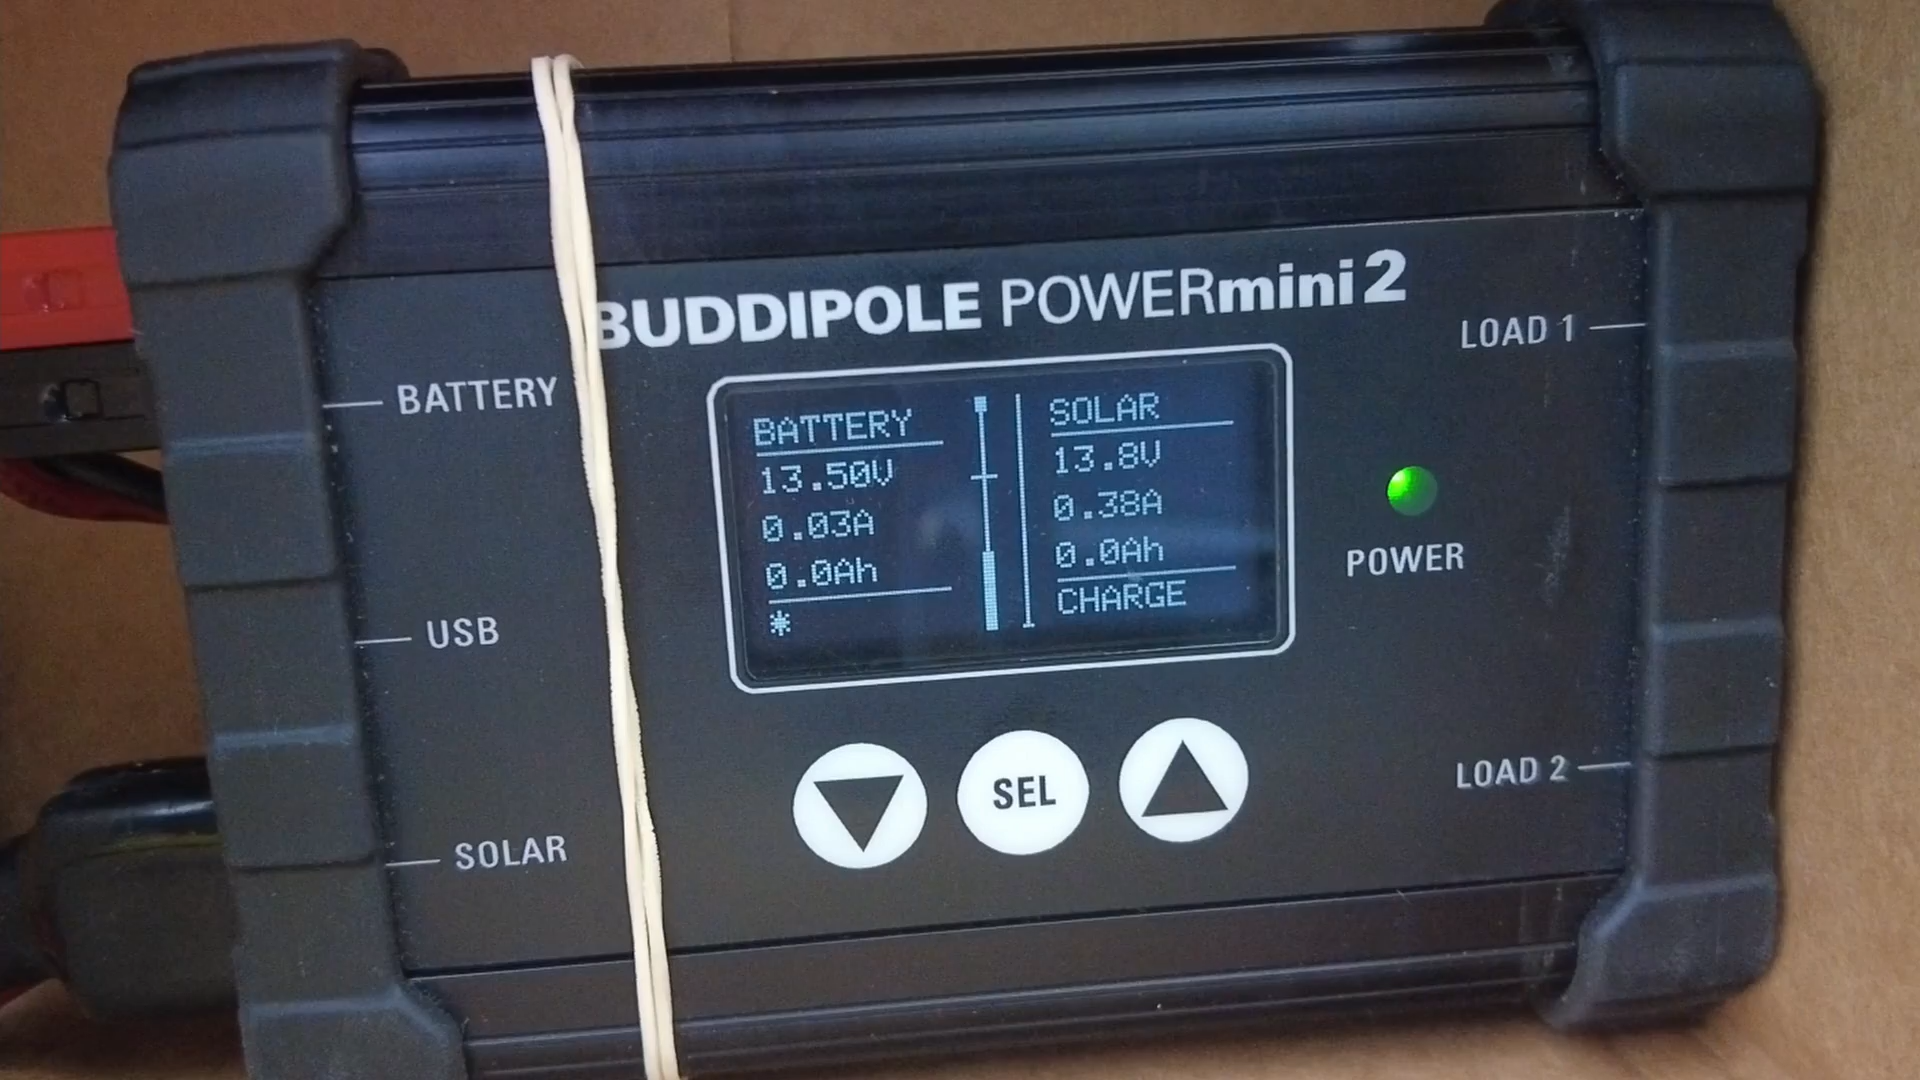 BUDDIPOLE POWERmini2
LOAD 1
BATTERY
BATTERY
13.50V
0.03A
0.0Ah
*
SOLAR
13.8V
0.38A
0.0Ah
CHARGE
POWER
USB
SEL
LOAD 2
SOLAR